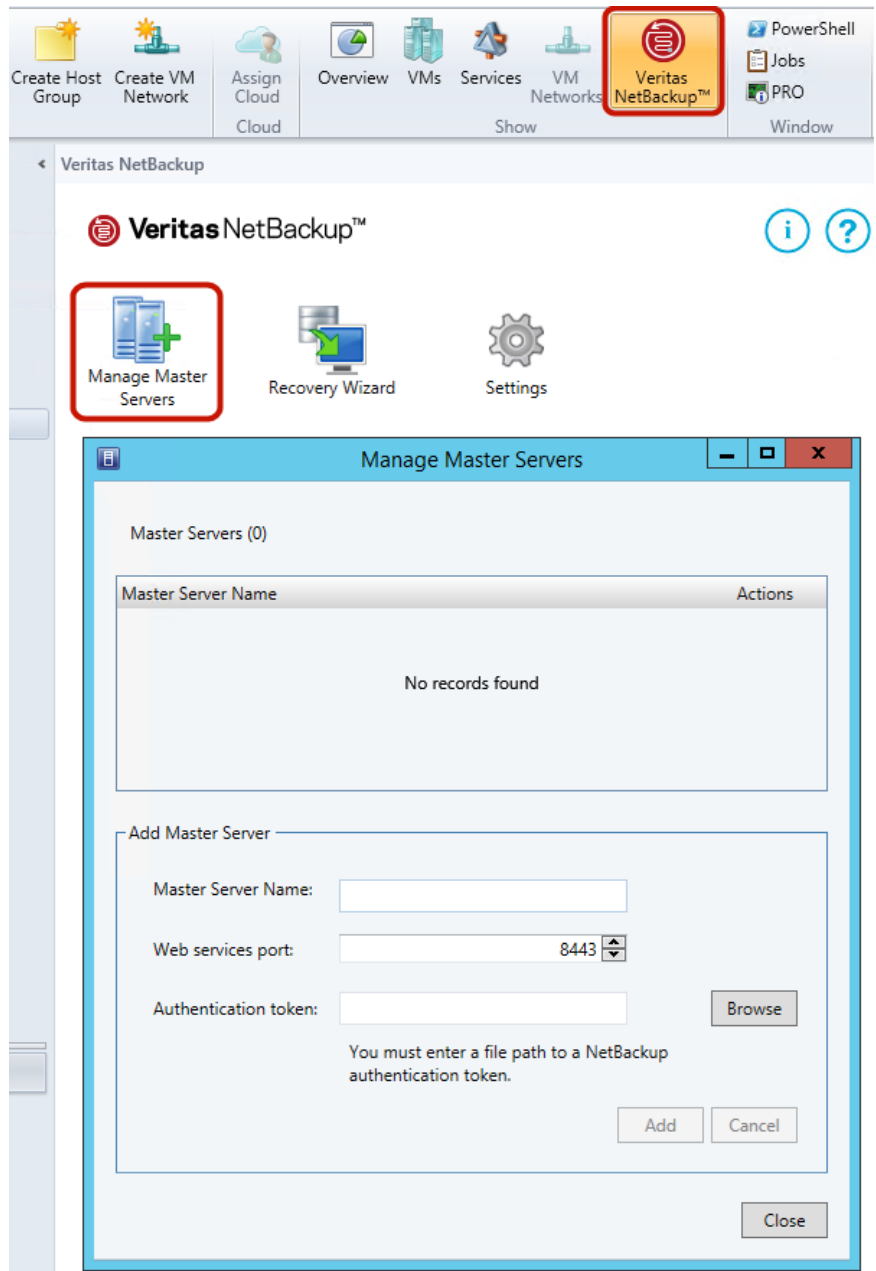 Create Host Group
Create VM Network
Assign Cloud
Overview
VMs
Services
VM Networks
Veritas NetBackup™
PowerShell
Jobs
PRO
Cloud
Show
Window
Veritas NetBackup
Veritas NetBackup™
i
?
Manage Master Servers
Recovery Wizard
Settings
Manage Master Servers
Master Servers (0)
Master Server Name
Actions
No records found
Add Master Server
Master Server Name:
Web services port:
8443
Authentication token:
Browse
You must enter a file path to a NetBackup
authentication token.
Add
Cancel
Close